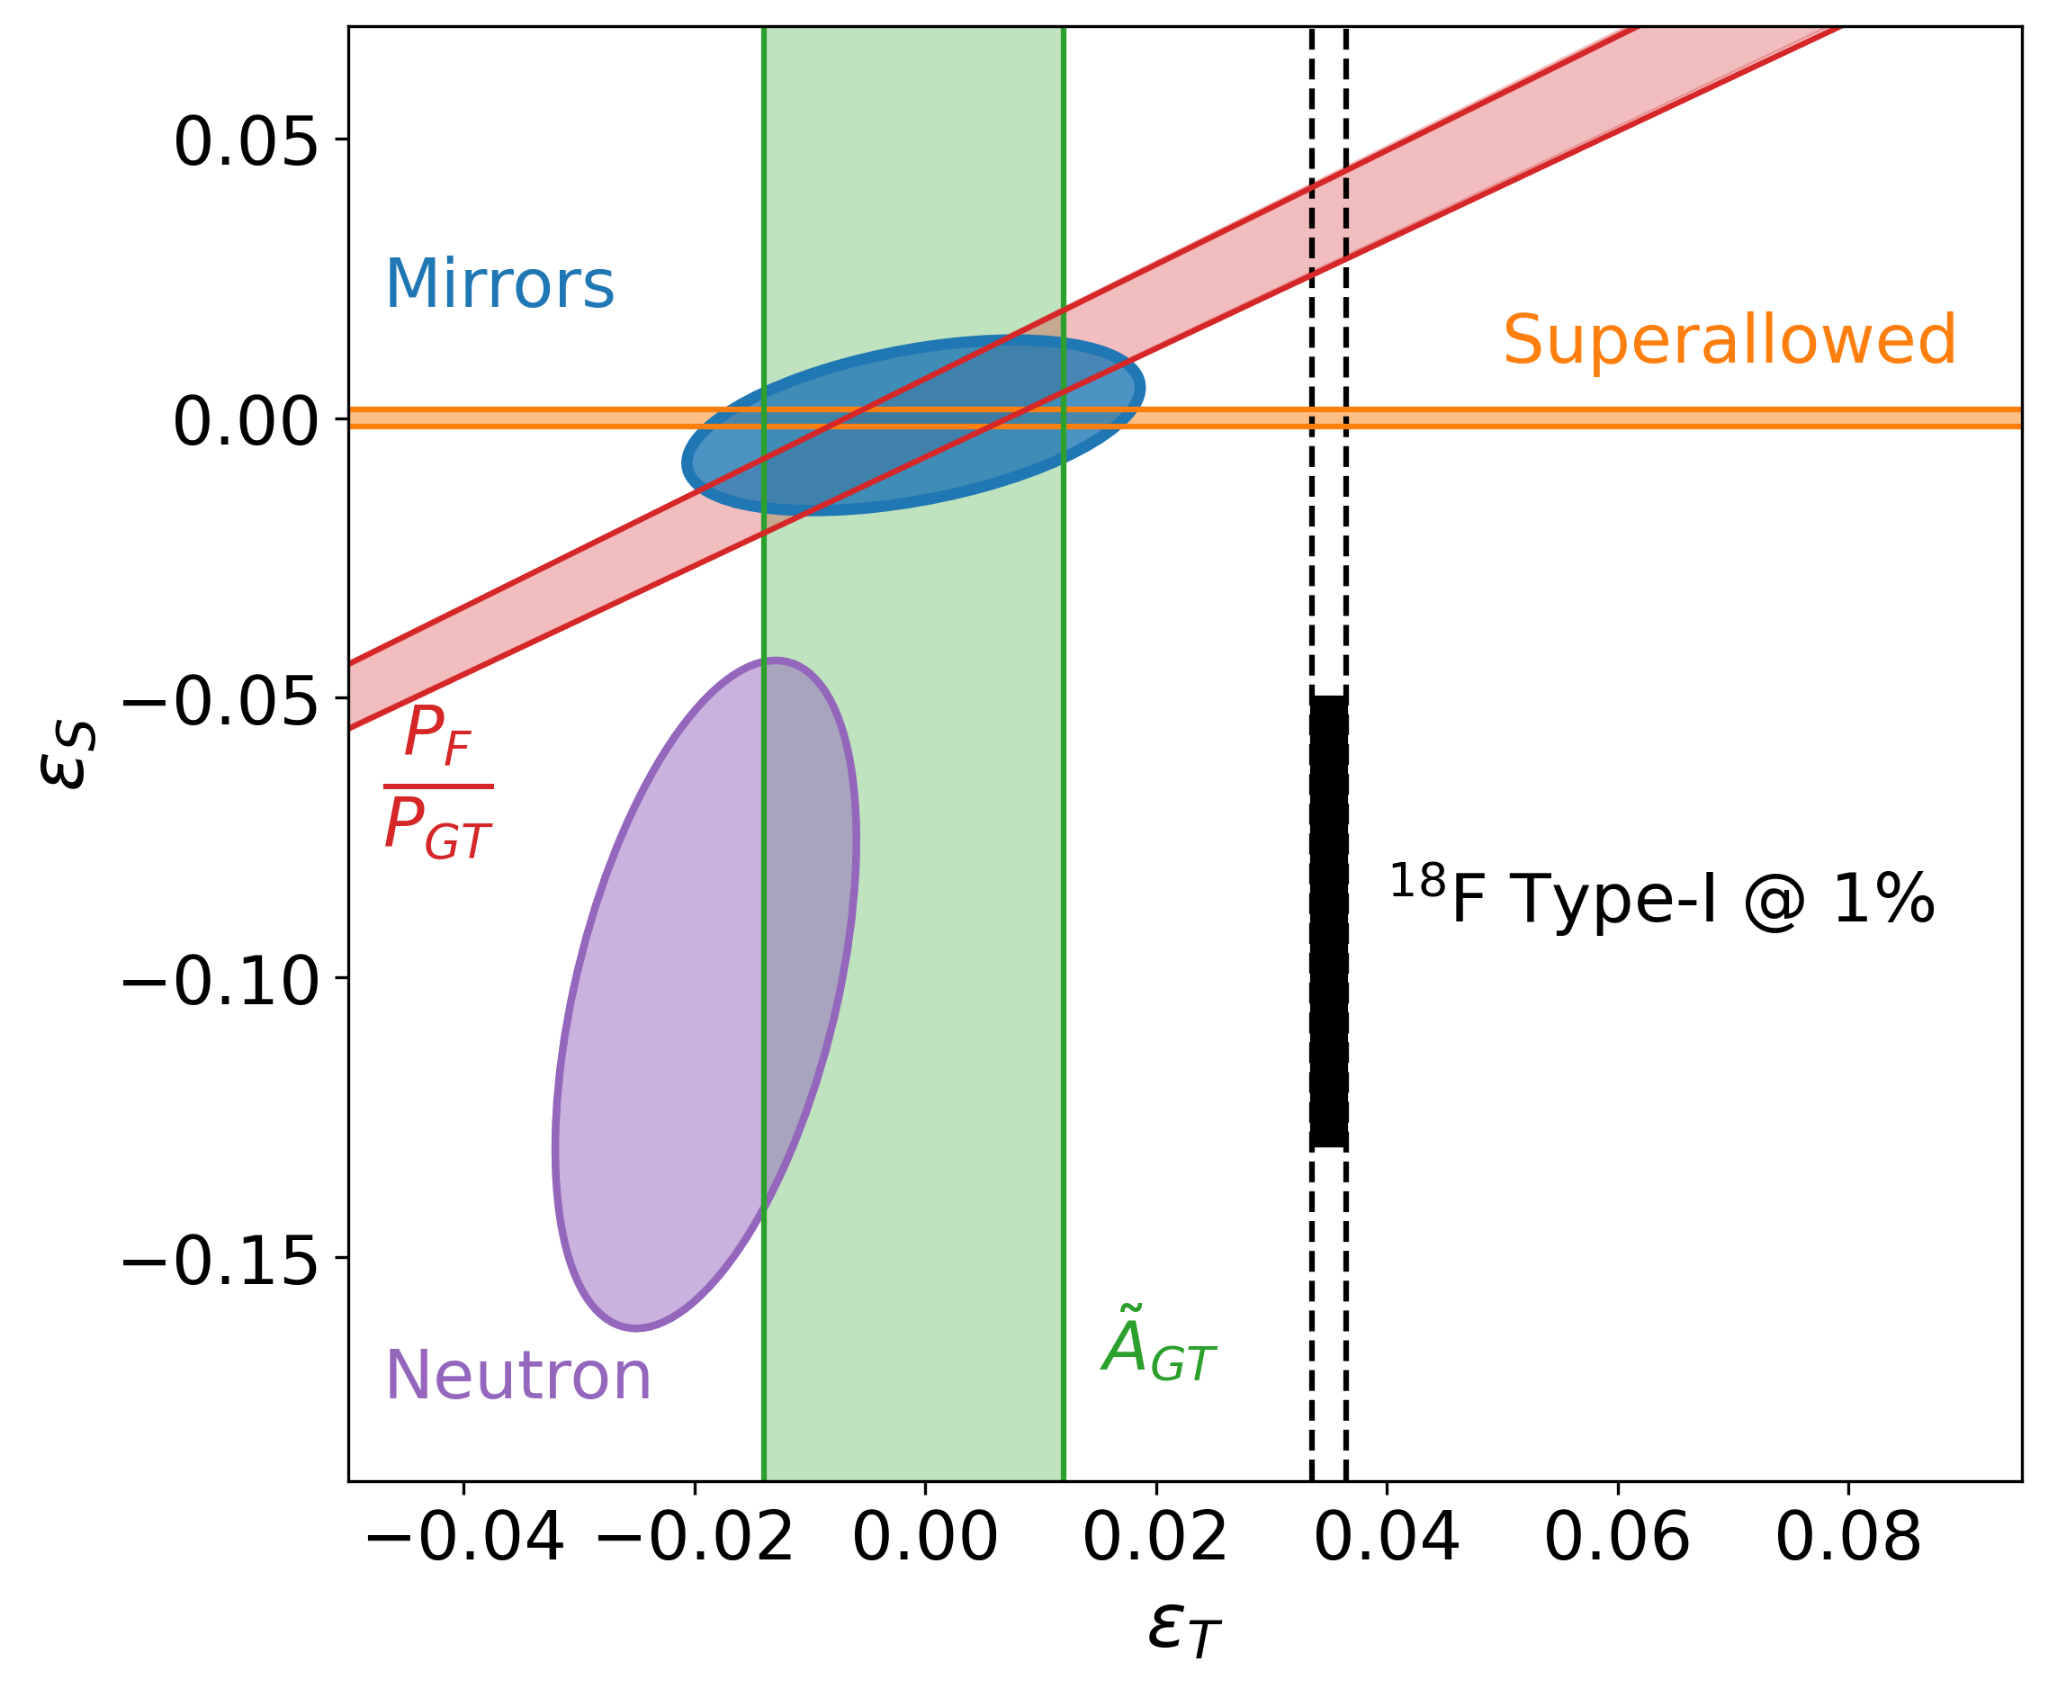 0.05
Mirrors
Superallowed
0.00
−0.05
P_F
P_GT
εS
−0.10
¹⁸F Type-I @ 1%
−0.15
Ã_GT
Neutron
−0.04 −0.02 0.00 0.02 0.04 0.06 0.08
ε_T